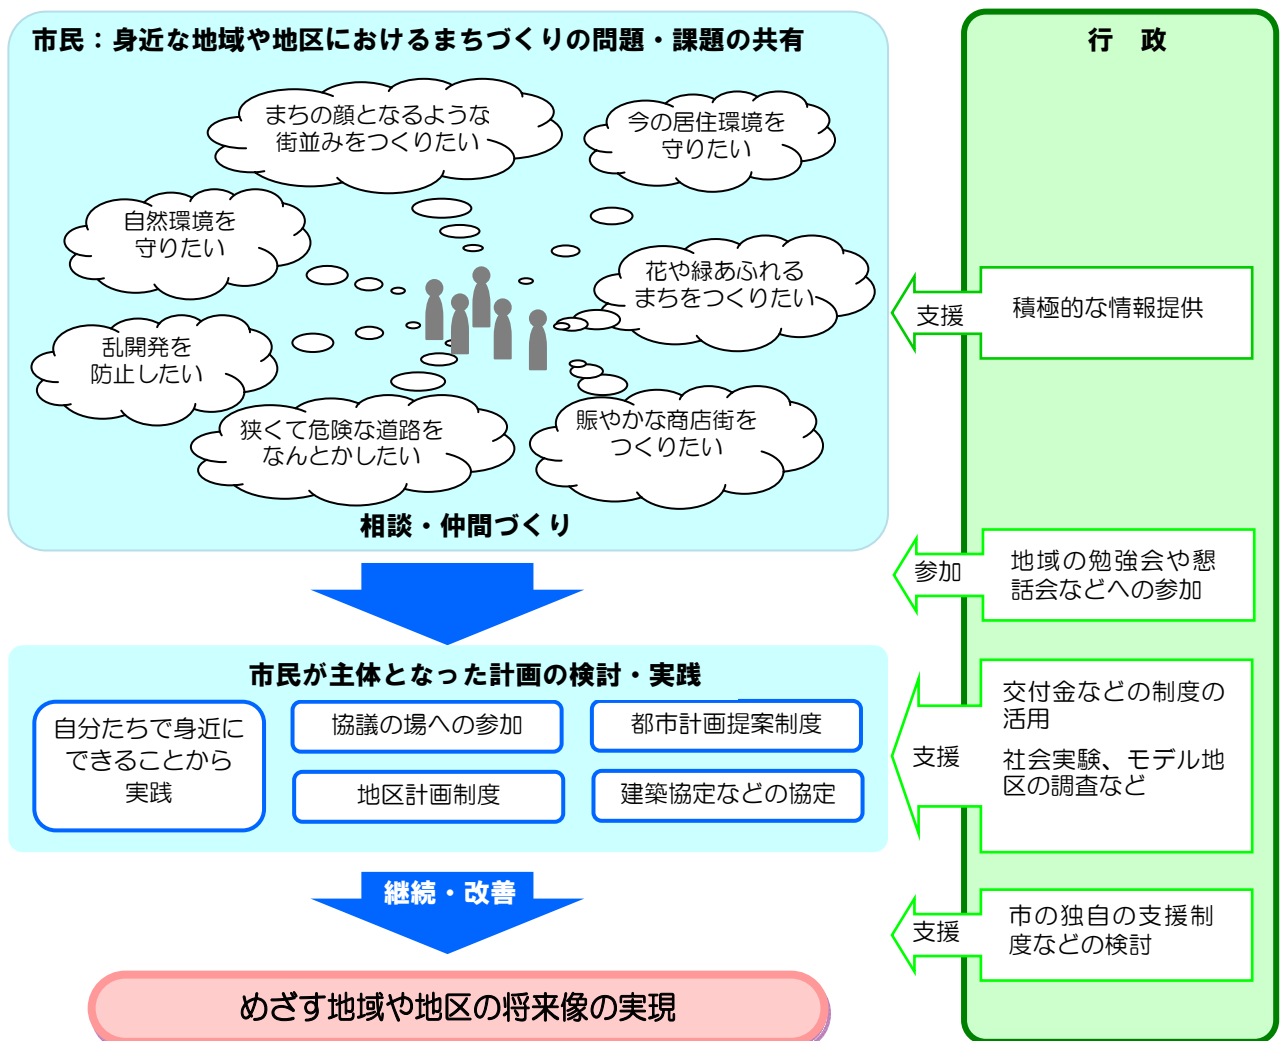 市民：身近な地域や地区におけるまちづくりの問題・課題の共有
まちの顔となるような
街並みをつくりたい
今の居住環境を
守りたい
自然環境を
守りたい
花や緑あふれる
まちをつくりたい
乱開発を
防止したい
狭くて危険な道路を
なんとかしたい
賑やかな商店街を
つくりたい
相談・仲間づくり
市民が主体となった計画の検討・実践
自分たちで身近に
できることから
実践
協議の場への参加
都市計画提案制度
地区計画制度
建築協定などの協定
継続・改善
めざす地域や地区の将来像の実現
行　政
支援
積極的な情報提供
参加
地域の勉強会や懇
話会などへの参加
支援
交付金などの制度の
活用
社会実験、モデル地
区の調査など
支援
市の独自の支援制
度などの検討